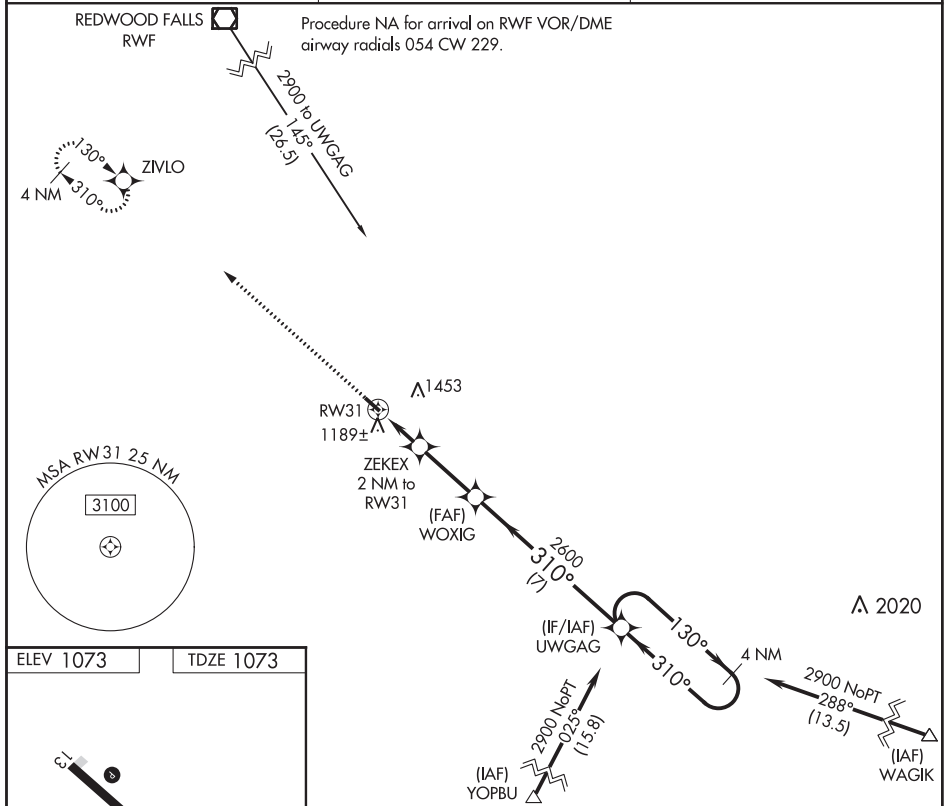 REDWOOD FALLS
RWF
Procedure NA for arrival on RWF VOR/DME
airway radials 054 CW 229.
2900 to UWGAG
145°
(26.5)
130°
ZIVLO
4 NM
310°
1453
RW31
1189±
ZEKEX
2 NM to
RW31
(FAF)
WOXIG
MSA RW31 25 NM
3100
2600
310°
(7)
2020
(IF/IAF)
UWGAG
130°
310°
4 NM
2900 NoPT
288°
(13.5)
(IAF)
WAGIK
2900 NoPT
025°
(15.8)
(IAF)
YOPBU
ELEV 1073
TDZE 1073
13
P